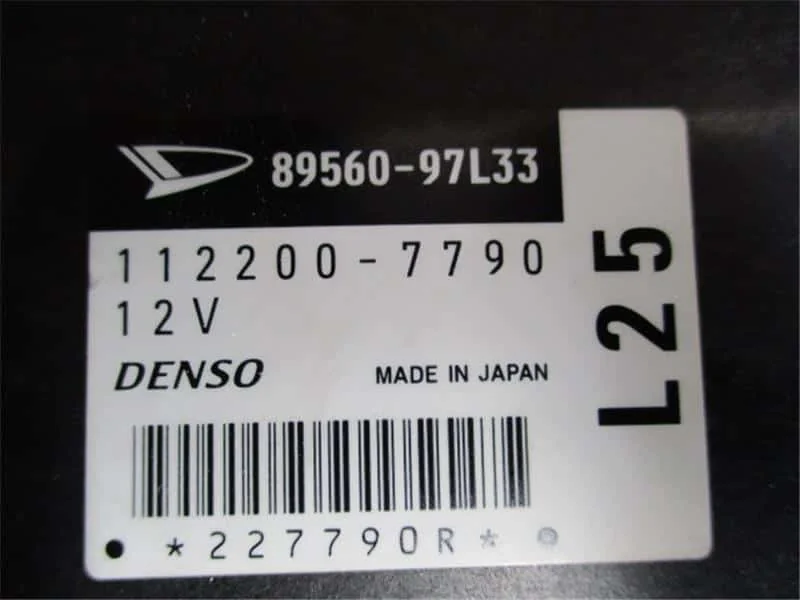 89560-97L33
112200-7790
12V
DENSO MADE IN JAPAN
*227790R*
L25